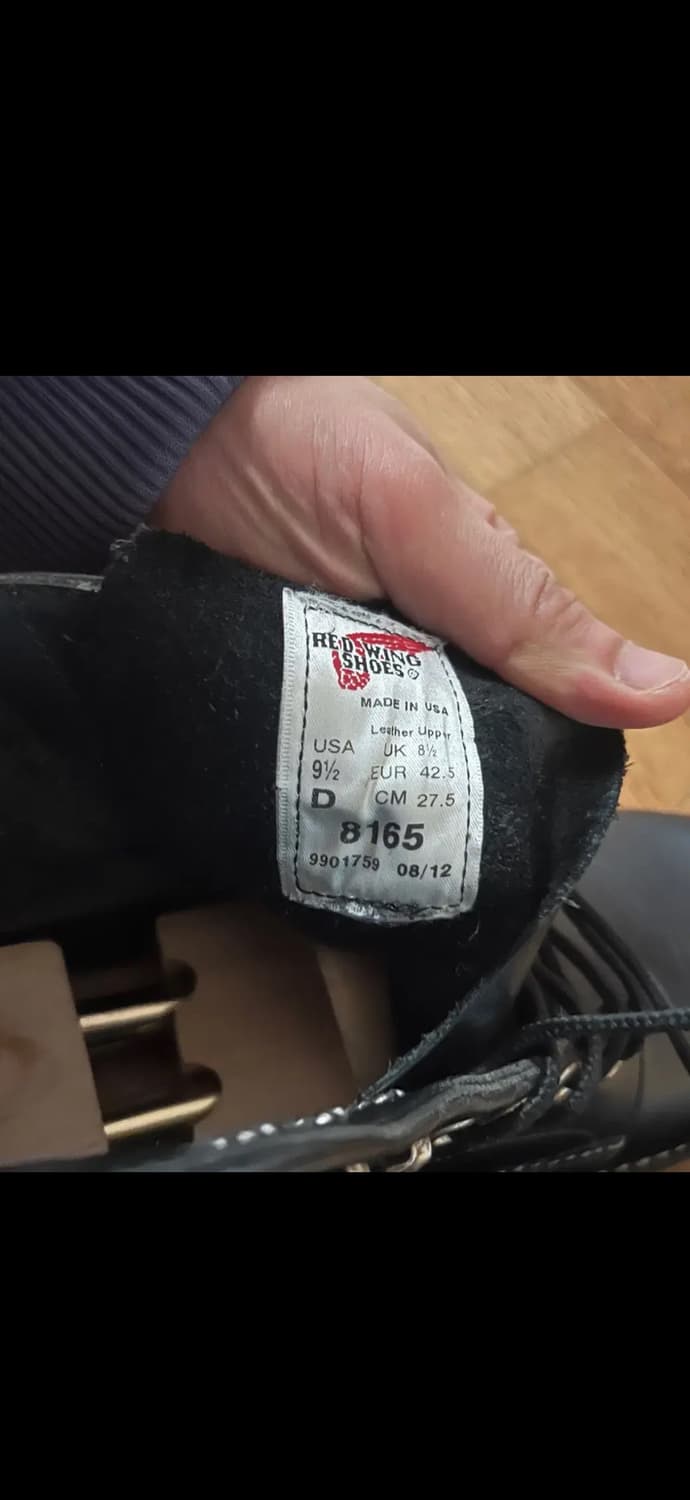 RED WING
SHOES®
MADE IN USA
Leather Upper
USA UK 8½
9½ EUR 42.5
D CM 27.5
8165
9901759 08/12